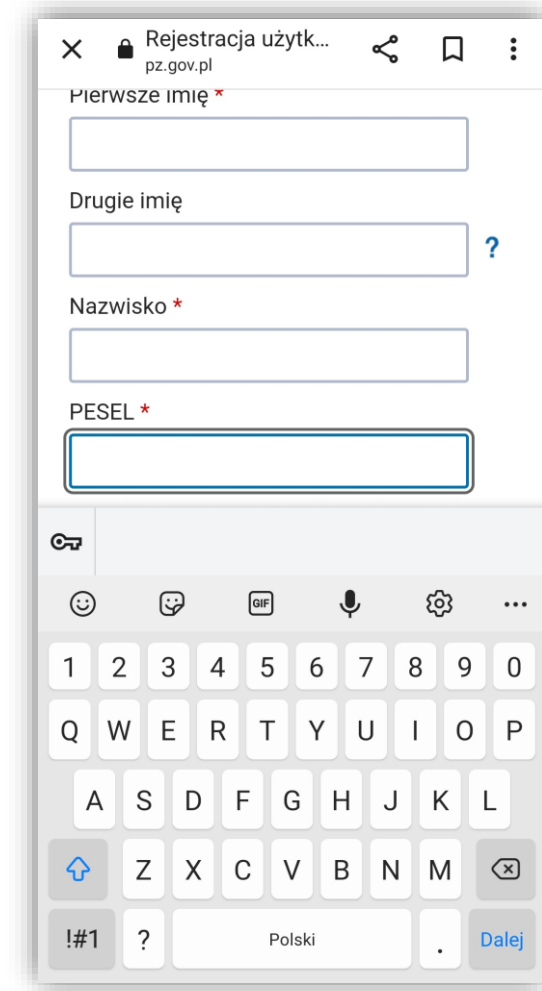 Rejestracja użytk...
pz.gov.pl
Pierwsze imię *
Drugie imię
?
Nazwisko *
PESEL *
GIF
1 2 3 4 5 6 7 8 9 0
Q W E R T Y U I O P
A S D F G H J K L
Z X C V B N M
!#1 ? Polski . Dalej